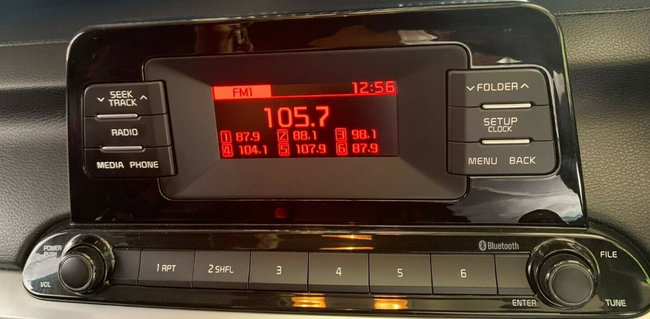 FM1 12:56
105.7
1 87.9 2 88.1 3 98.1
4 104.1 5 107.9 6 87.9
SEEK
TRACK
RADIO
MEDIA PHONE
FOLDER
SETUP
CLOCK
MENU BACK
Bluetooth
POWER
PUSH
VOL
1 APT 2 SHFL 3 4 5 6
ENTER
FILE
TUNE